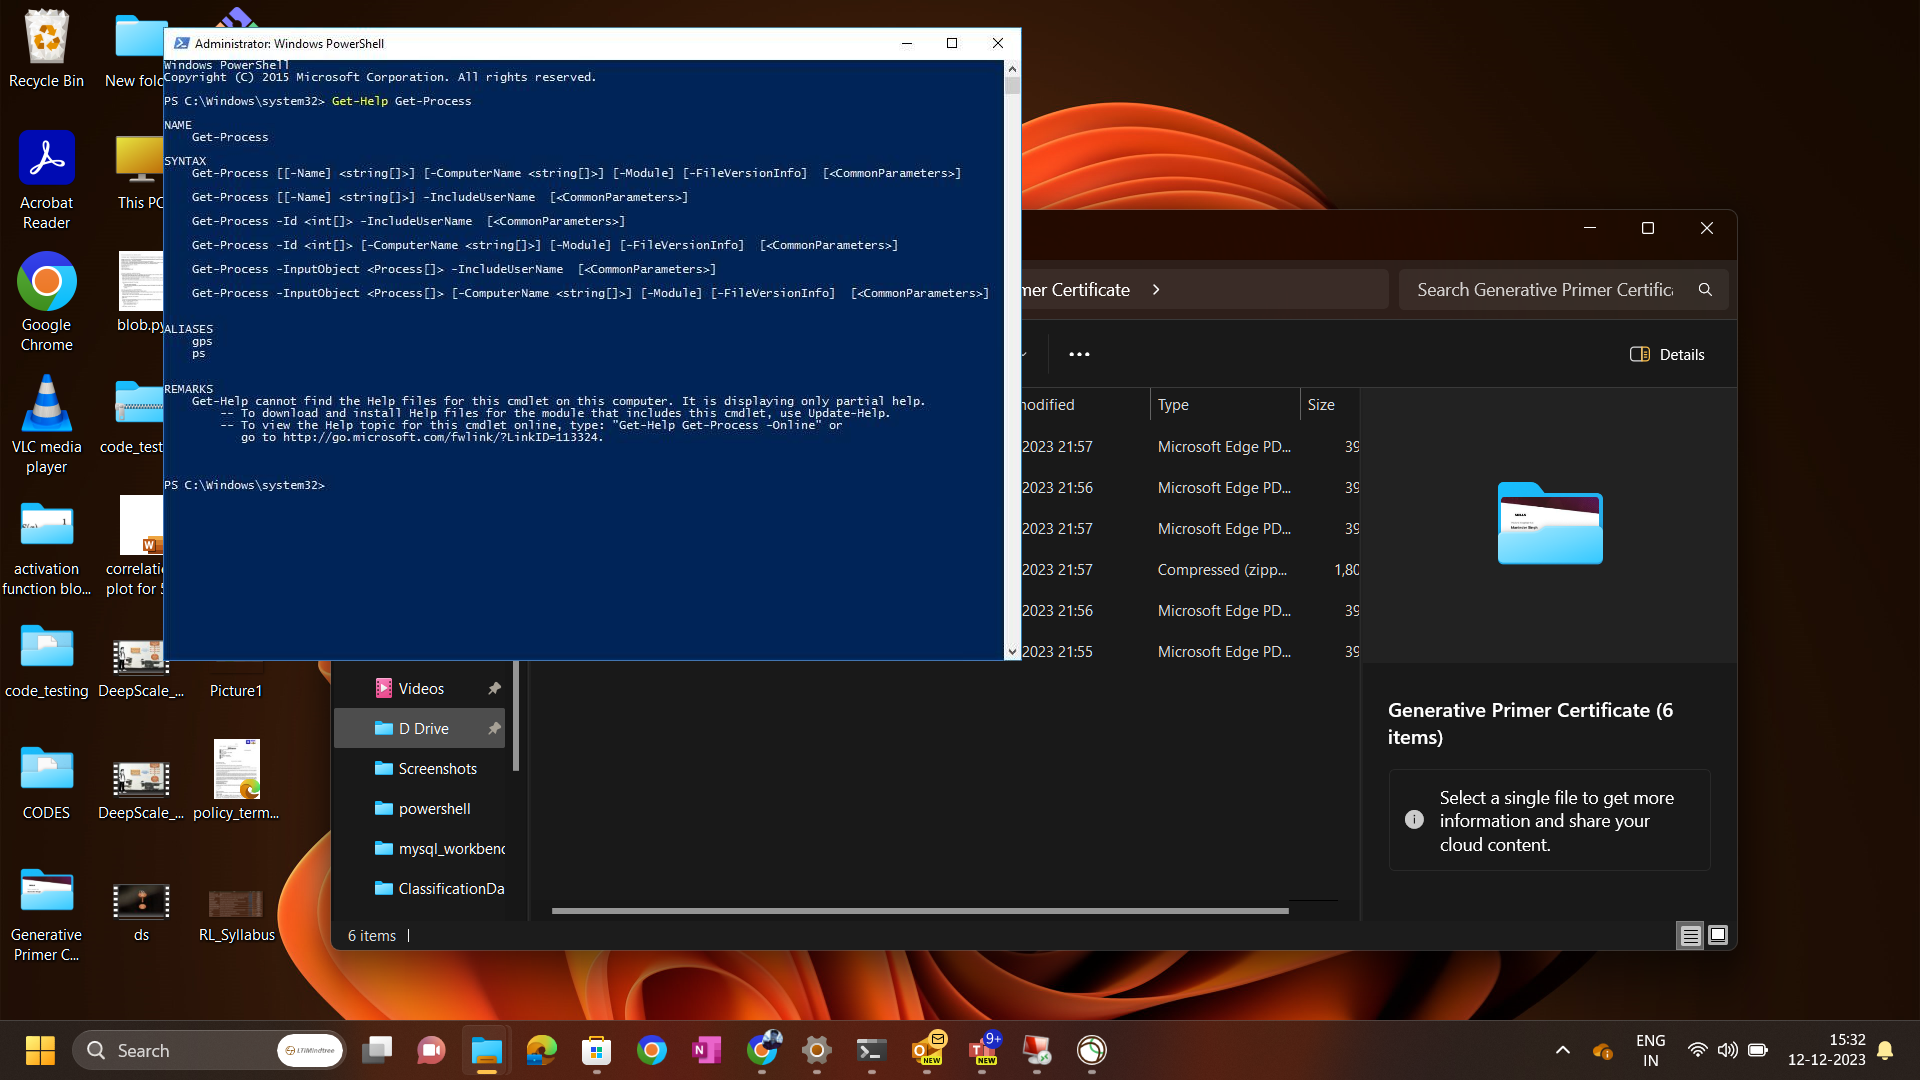 Recycle Bin
New fol
Acrobat
Reader
This PC
Google
Chrome
blob.py
VLC media
player
code_test
activation
function blo...
correlati
plot for
code_testing
DeepScale_...
Picture1
CODES
DeepScale_...
policy_term...
Generative
Primer C...
ds
RL_Syllabus
Administrator: Windows PowerShell
Windows PowerShell
Copyright (C) 2015 Microsoft Corporation. All rights reserved.
PS C:\Windows\system32> Get-Help Get-Process
NAME
Get-Process
SYNTAX
Get-Process [[-Name] <string[]>] [-ComputerName <string[]>] [-Module] [-FileVersionInfo]  [<CommonParameters>]
Get-Process [[-Name] <string[]>] -IncludeUserName  [<CommonParameters>]
Get-Process -Id <int[]> -IncludeUserName  [<CommonParameters>]
Get-Process -Id <int[]> [-ComputerName <string[]>] [-Module] [-FileVersionInfo]  [<CommonParameters>]
Get-Process -InputObject <Process[]> -IncludeUserName  [<CommonParameters>]
Get-Process -InputObject <Process[]> [-ComputerName <string[]>] [-Module] [-FileVersionInfo]  [<CommonParameters>]
ALIASES
gps
ps
REMARKS
Get-Help cannot find the Help files for this cmdlet on this computer. It is displaying only partial help.
-- To download and install Help files for the module that includes this cmdlet, use Update-Help.
-- To view the Help topic for this cmdlet online, type: "Get-Help Get-Process -Online" or
go to http://go.microsoft.com/fwlink/?LinkID=113324.
PS C:\Windows\system32>
mer Certificate
Search Generative Primer Certific
Details
modified Type Size
2023 21:57 Microsoft Edge PD... 39
2023 21:56 Microsoft Edge PD... 39
2023 21:57 Microsoft Edge PD... 39
2023 21:57 Compressed (zipp... 1,80
2023 21:56 Microsoft Edge PD... 39
2023 21:55 Microsoft Edge PD... 39
Videos
D Drive
Screenshots
powershell
mysql_workbenc
ClassificationDa
Generative Primer Certificate (6
items)
Select a single file to get more
information and share your
cloud content.
6 items
Search
LTIMindtree
NEW
9+
NEW
ENG
IN
15:32
12-12-2023